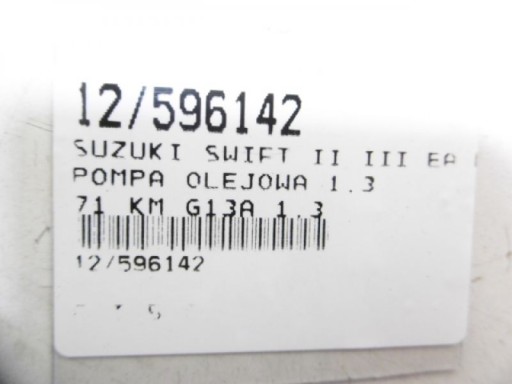 12/596142
SUZUKI SWIFT II III EA
POMPA OLEJOWA 1.3
71 KM G13A 1.3
12/596142